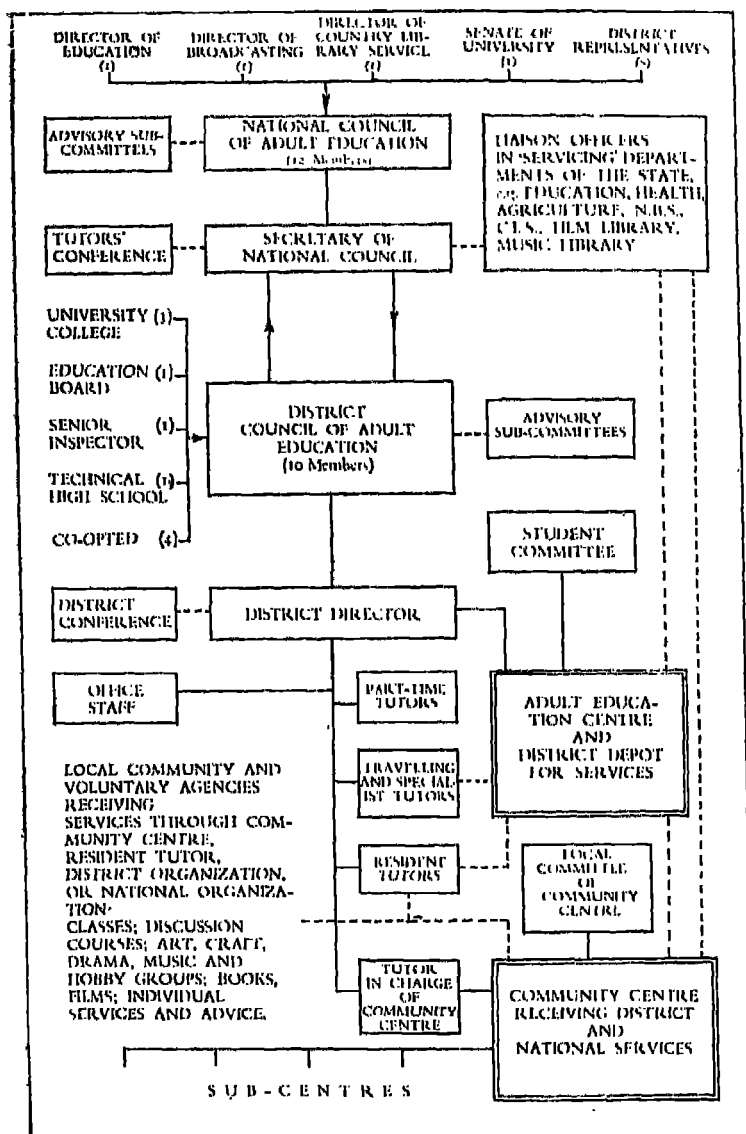 DIRECTOR OF
EDUCATION
(1)
DIRECTOR OF
BROADCASTING
(1)
DIRECTOR OF
COUNTRY LIB-
RARY SERVICE
(1)
SENATE OF
UNIVERSITY
(1)
DISTRICT
REPRESENTATIVES
ADVISORY SUB-
COMMITTEES
NATIONAL COUNCIL
OF ADULT EDUCATION
(12 Members)
LIAISON OFFICERS
IN 'SERVICING' DEPART-
MENTS OF THE STATE,
e.g. EDUCATION, HEALTH,
AGRICULTURE, N.B.S.,
FILM LIBRARY,
MUSIC LIBRARY
TUTORS'
CONFERENCE
SECRETARY OF
NATIONAL COUNCIL
UNIVERSITY (1)
COLLEGE
EDUCATION (1)
BOARD
SENIOR (1)
INSPECTOR
TECHNICAL (1)
HIGH SCHOOL
CO-OPTED (4)
DISTRICT
COUNCIL OF ADULT
EDUCATION
(10 Members)
ADVISORY
SUB-COMMITTEES
STUDENT
COMMITTEE
DISTRICT
CONFERENCE
DISTRICT DIRECTOR
OFFICE
STAFF
PART-TIME
TUTORS
ADULT EDUCA-
TION CENTRE
AND
DISTRICT DEPOT
FOR SERVICES
TRAVELLING
AND SPECIAL-
IST TUTORS
RESIDENT
TUTORS
LOCAL COMMUNITY AND
VOLUNTARY AGENCIES
RECEIVING
SERVICES THROUGH COM-
MUNITY CENTRE,
RESIDENT TUTOR,
DISTRICT ORGANIZATION,
OR NATIONAL ORGANIZA-
TION:
CLASSES; DISCUSSION
COURSES; ART, CRAFT,
DRAMA, MUSIC AND
HOBBY GROUPS; BOOKS,
FILMS; INDIVIDUAL
SERVICES AND ADVICE.
LOCAL
COMMITTEE
OF
COMMUNITY
CENTRE
TUTOR
IN CHARGE
OF
COMMUNITY
CENTRE
COMMUNITY CENTRE
RECEIVING DISTRICT
AND
NATIONAL SERVICES
SUB-CENTRES